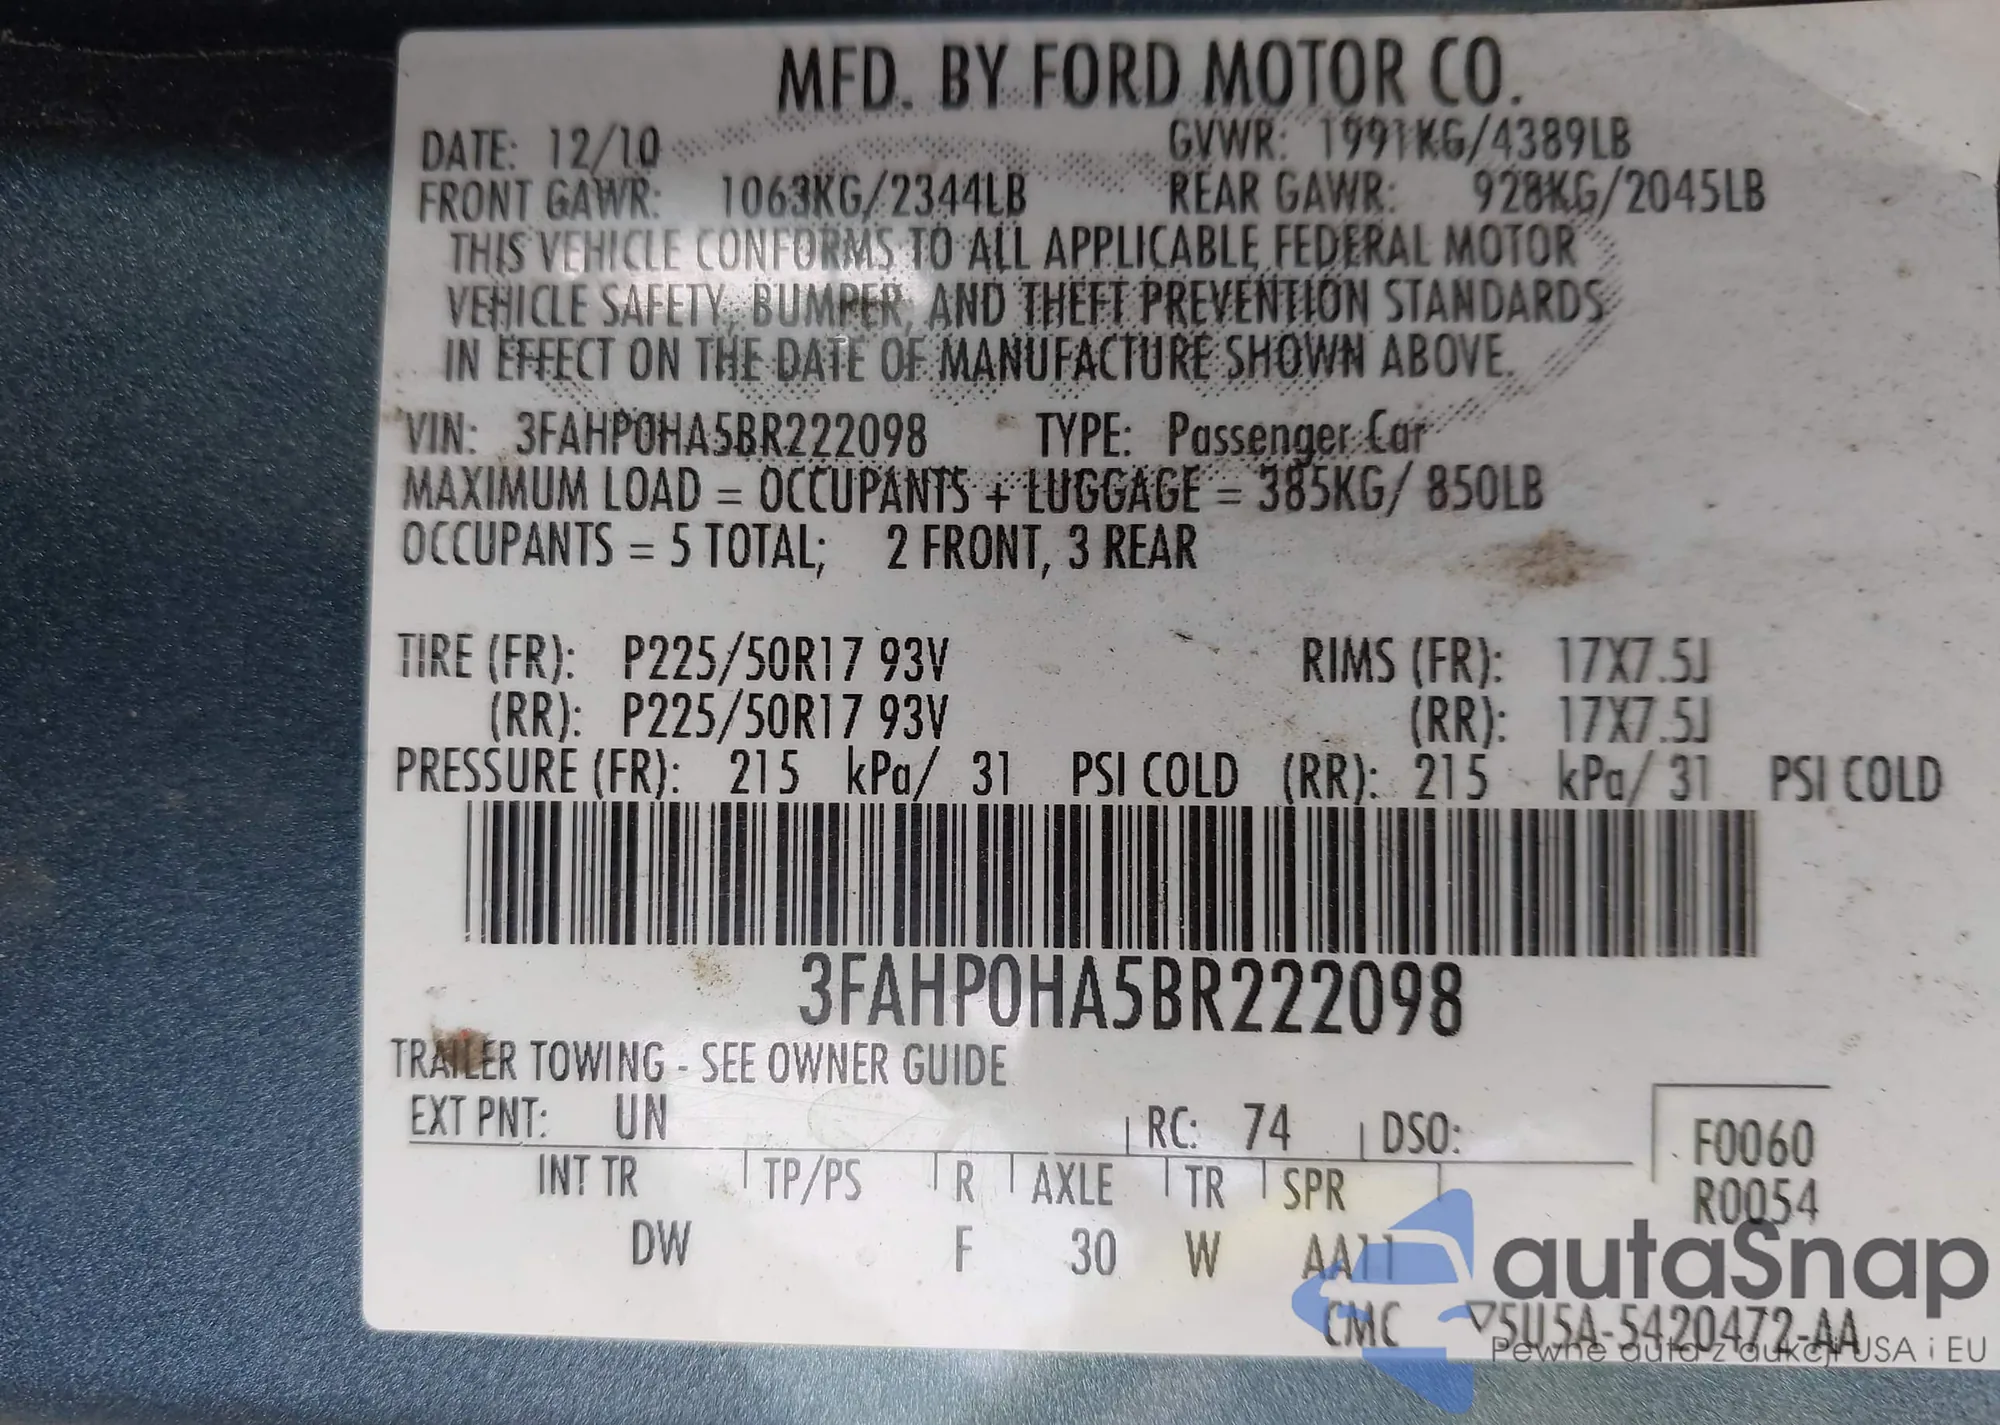 MFD. BY FORD MOTOR CO.
DATE: 12/10 GVWR: 1991KG/4389LB
FRONT GAWR: 1063KG/2344LB REAR GAWR: 928KG/2045LB
THIS VEHICLE CONFORMS TO ALL APPLICABLE FEDERAL MOTOR
VEHICLE SAFETY, BUMPER, AND THEFT PREVENTION STANDARDS
IN EFFECT ON THE DATE OF MANUFACTURE SHOWN ABOVE.
VIN: 3FAHP0HA5BR222098 TYPE: Passenger Car
MAXIMUM LOAD = OCCUPANTS + LUGGAGE = 385KG/ 850LB
OCCUPANTS = 5 TOTAL; 2 FRONT, 3 REAR
TIRE (FR): P225/50R17 93V RIMS (FR): 17X7.5J
(RR): P225/50R17 93V (RR): 17X7.5J
PRESSURE (FR): 215 kPa/ 31 PSI COLD (RR): 215 kPa/ 31 PSI COLD
3FAHP0HA5BR222098
TRAILER TOWING - SEE OWNER GUIDE
EXT PNT: UN RC: 74 DSO: F0060
R0054
INT TR TP/PS R AXLE TR SPR
DW F 30 W AA11
autaSnap
CMC ▽5U5A-5420472-AA
Pewne auta z aukcji USA i EU